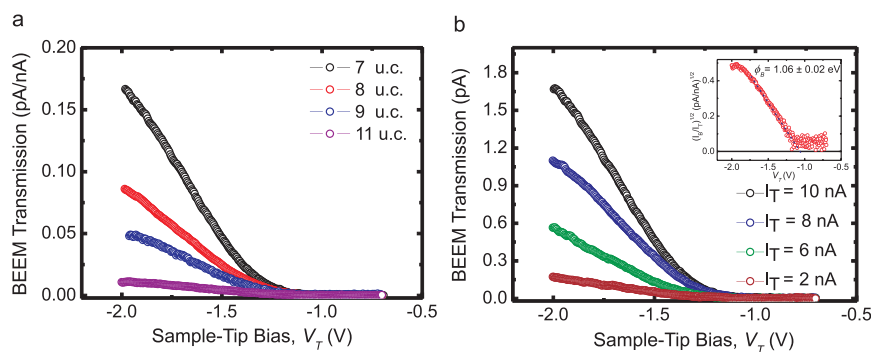 a
BEEM Transmission (pA/nA)
0.20
0.15
0.10
0.05
0.00
7 u.c.
8 u.c.
9 u.c.
11 u.c.
-2.0
-1.5
-1.0
-0.5
Sample-Tip Bias, V_T (V)
b
BEEM Transmission (pA)
1.8
1.5
1.2
0.9
0.6
0.3
0.0
ϕ_B = 1.06 ± 0.02 eV
(I_B/I_T)^1/2 (pA/nA)^1/2
0.4
0.2
0.0
-2.0
-1.5
-1.0
-0.5
V_T (V)
I_T = 10 nA
I_T = 8 nA
I_T = 6 nA
I_T = 2 nA
-2.0
-1.5
-1.0
-0.5
Sample-Tip Bias, V_T (V)